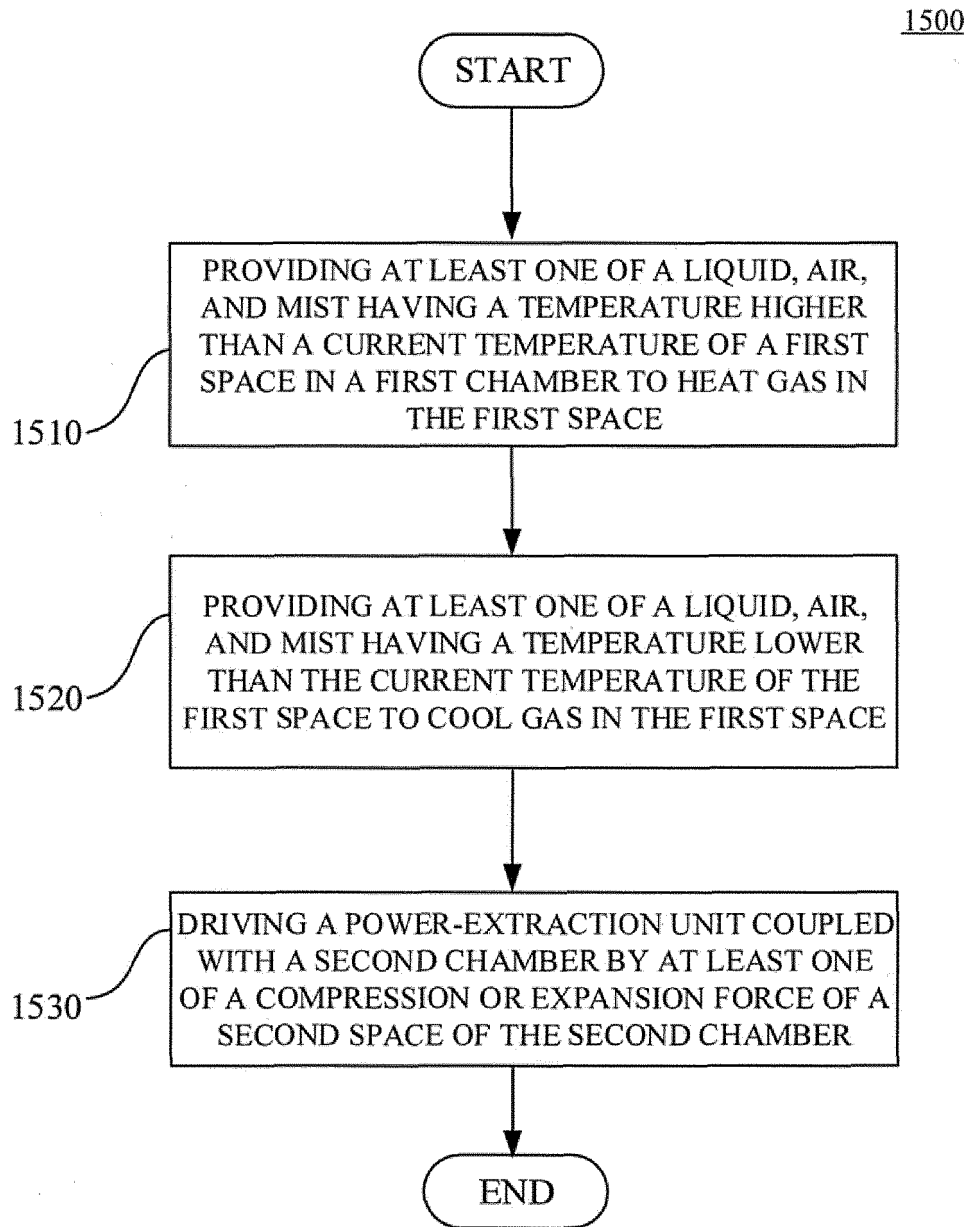 1500
START
PROVIDING AT LEAST ONE OF A LIQUID, AIR,
AND MIST HAVING A TEMPERATURE HIGHER
THAN A CURRENT TEMPERATURE OF A FIRST
SPACE IN A FIRST CHAMBER TO HEAT GAS IN
THE FIRST SPACE
1510
PROVIDING AT LEAST ONE OF A LIQUID, AIR,
AND MIST HAVING A TEMPERATURE LOWER
THAN THE CURRENT TEMPERATURE OF THE
FIRST SPACE TO COOL GAS IN THE FIRST SPACE
1520
DRIVING A POWER-EXTRACTION UNIT COUPLED
WITH A SECOND CHAMBER BY AT LEAST ONE
OF A COMPRESSION OR EXPANSION FORCE OF A
SECOND SPACE OF THE SECOND CHAMBER
1530
END